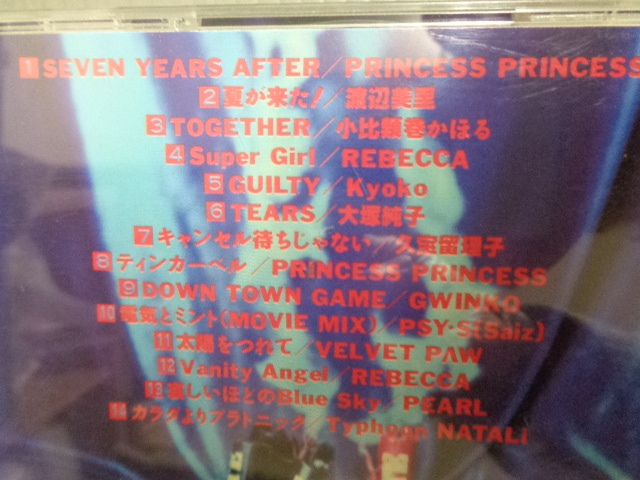 1 SEVEN YEARS AFTER/PRINCESS PRINCESS
2 夏が来た!/渡辺美里
3 TOGETHER/小比類巻かほる
4 Super Girl/REBECCA
5 GUILTY/Kyoko
6 TEARS/大塚純子
7 キャンセル待ちじゃない/久宝留理子
8 ティンカーベル/PRINCESS PRINCESS
9 DOWN TOWN GAME/GWINKO
10 電気とミント(MOVIE MIX)/PSY・S[Saiz]
11 太陽をつれて/VELVET PΛW
12 Vanity Angel/REBECCA
13 しいほどのBlue Sky/PEARL
14 カラダよりプラトニック/Typhoon NATALi